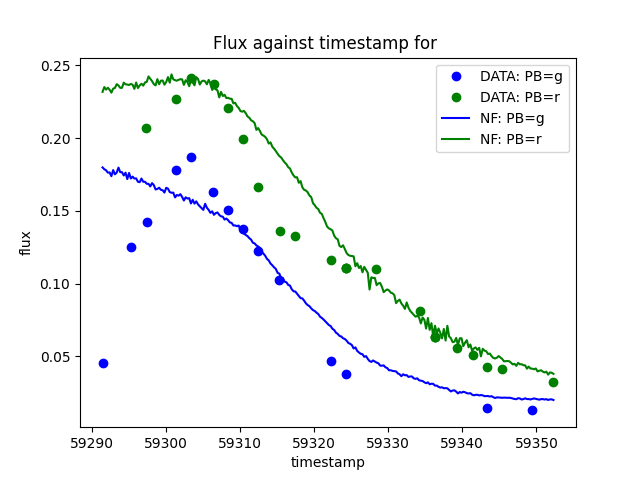 Flux against timestamp for
DATA: PB=g
DATA: PB=r
NF: PB=g
NF: PB=r
0.25
0.20
0.15
0.10
0.05
flux
59290 59300 59310 59320 59330 59340 59350
timestamp